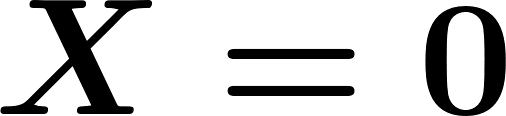 X = 0